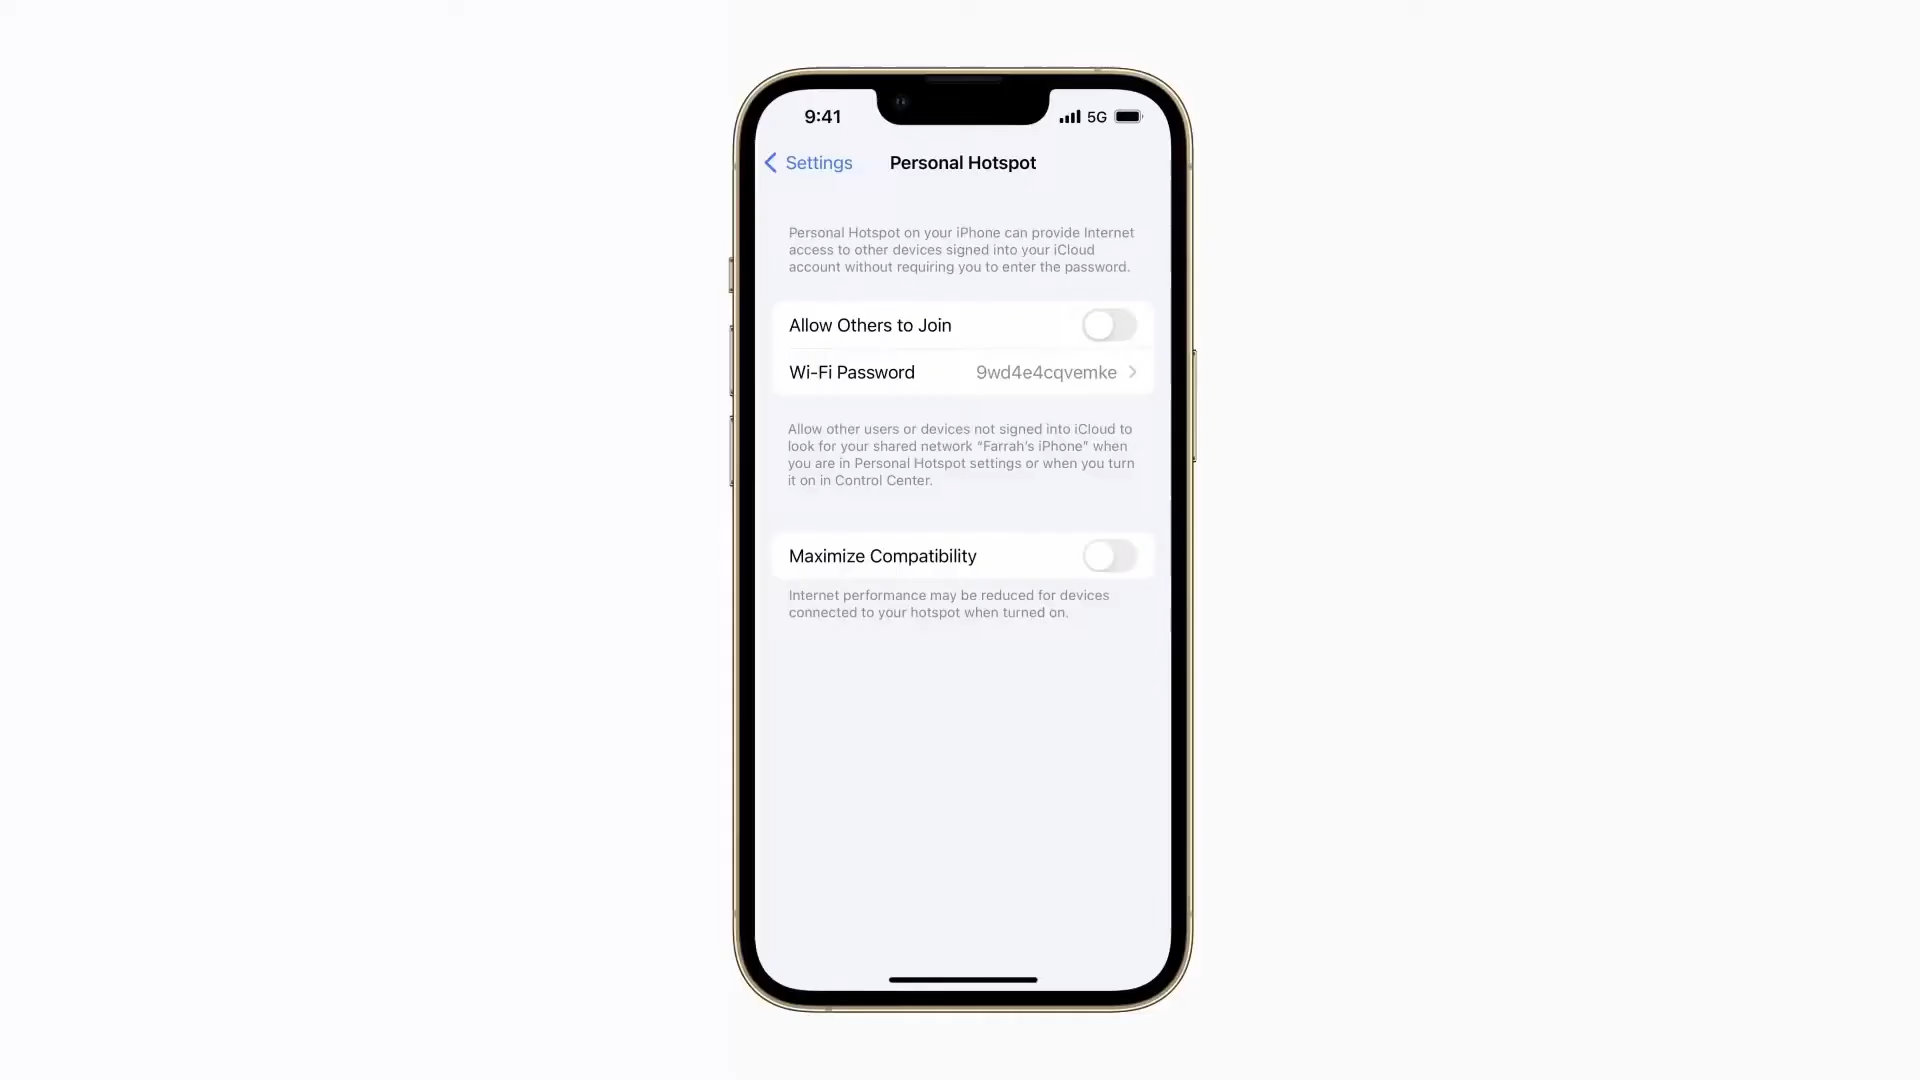 9:41
5G
Settings
Personal Hotspot
Personal Hotspot on your iPhone can provide Internet
access to other devices signed into your iCloud
account without requiring you to enter the password.
Allow Others to Join
Wi-Fi Password 9wd4e4cqvemke
Allow other users or devices not signed into iCloud to
look for your shared network “Farrah’s iPhone” when
you are in Personal Hotspot settings or when you turn
it on in Control Center.
Maximize Compatibility
Internet performance may be reduced for devices
connected to your hotspot when turned on.